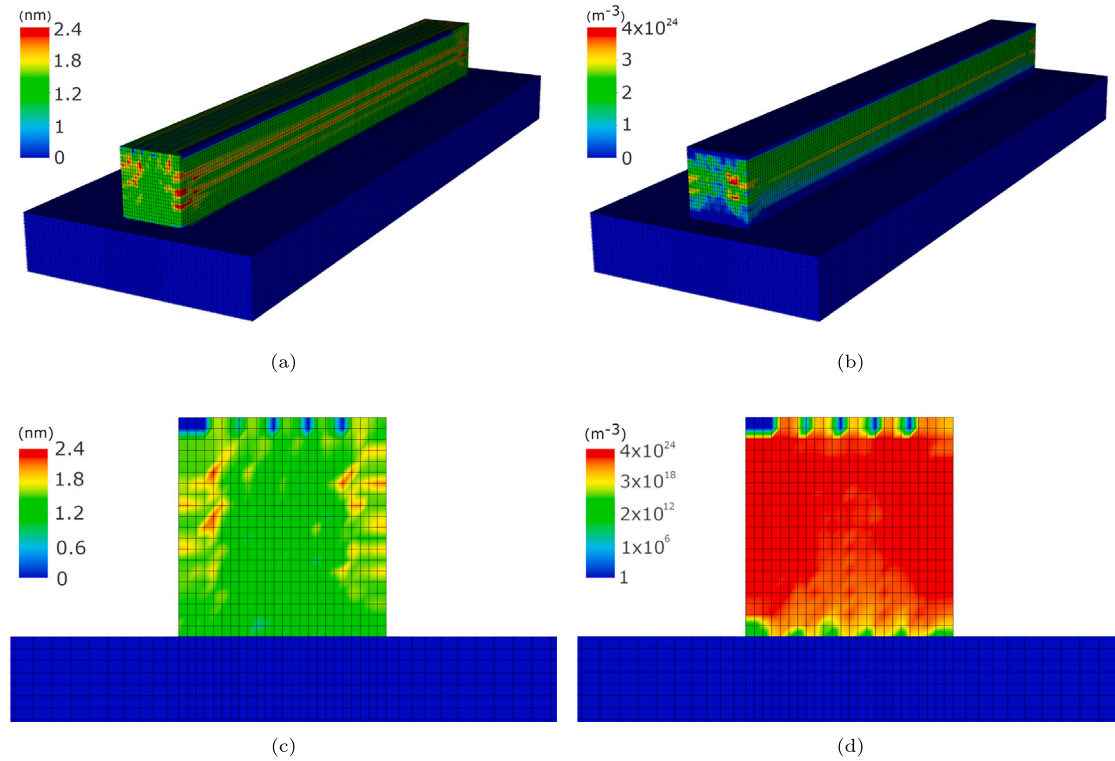 (nm)
2.4
1.8
1.2
1
0
(m⁻³)
4x10²⁴
3
2
1
0
(a)
(b)
(nm)
2.4
1.8
1.2
0.6
0
(m⁻³)
4x10²⁴
3x10¹⁸
2x10¹²
1x10⁶
1
(c)
(d)